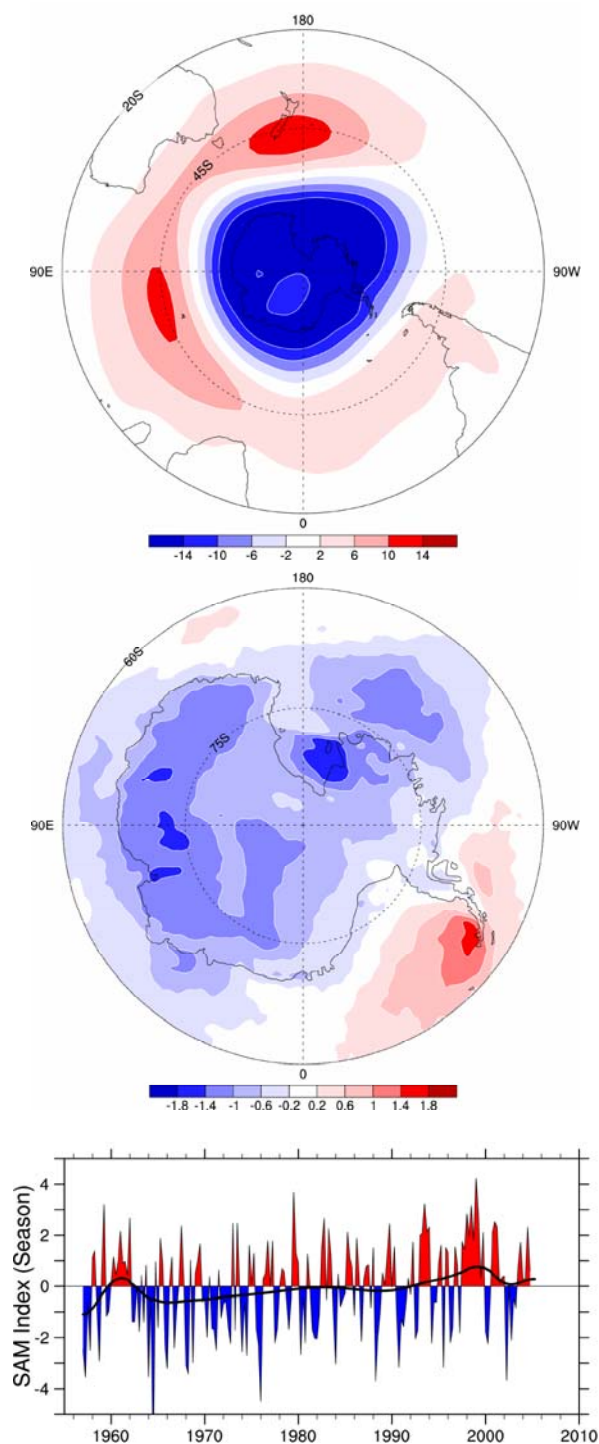 180
20S
45S
90E
90W
0
-14 -10 -6 -2 2 6 10 14
180
60S
75S
90E
90W
0
-1.8 -1.4 -1 -0.6 -0.2 0.2 0.6 1 1.4 1.8
SAM Index (Season)
4
2
0
-2
-4
1960 1970 1980 1990 2000 2010